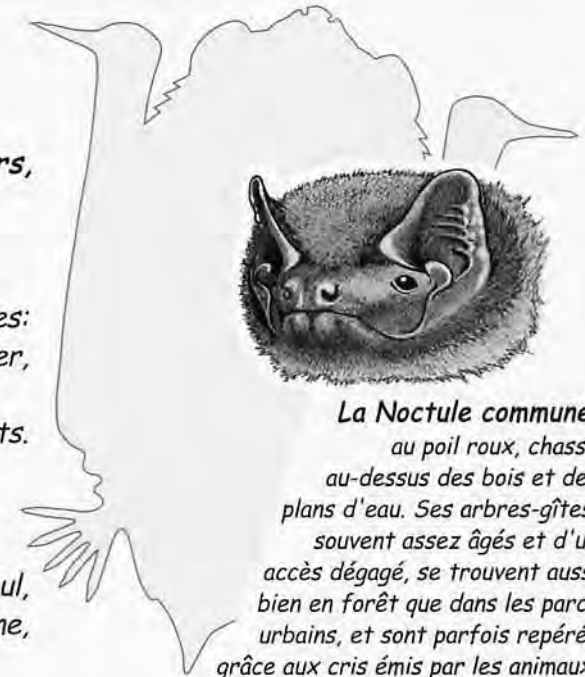 rs,
es:
er,
ts.
ul,
ne,
La Noctule commune
au poil roux, chass
au-dessus des bois et de
plans d'eau. Ses arbres-gîtes
souvent assez âgés et d'u
accès dégagé, se trouvent auss
bien en forêt que dans les parc
urbains, et sont parfois repéré
grâce aux cris émis par les animaux